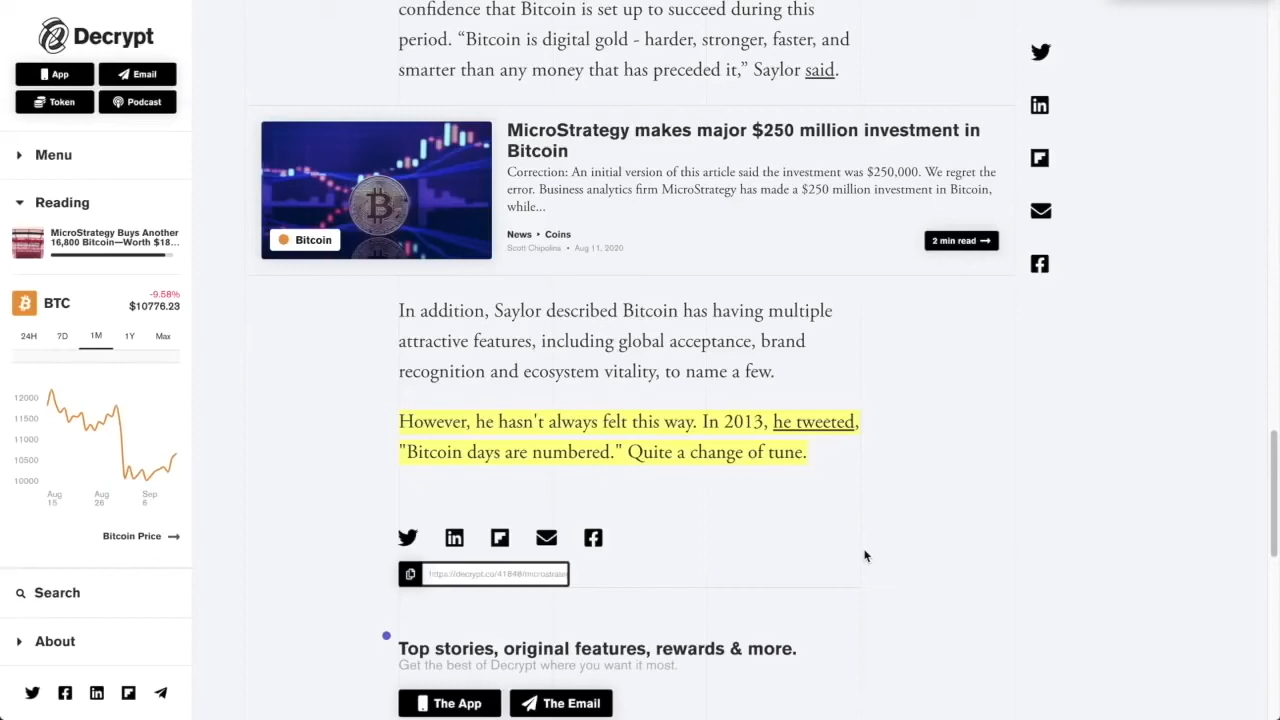 Decrypt
App
Email
Token
Podcast
Menu
Reading
MicroStrategy Buys Another
16,800 Bitcoin—Worth $18...
BTC
-9.58%
$10776.23
24H
7D
1M
1Y
Max
12000
11500
11000
10500
10000
Aug
15
Aug
26
Sep
6
Bitcoin Price
Search
About
confidence that Bitcoin is set up to succeed during this
period. “Bitcoin is digital gold - harder, stronger, faster, and
smarter than any money that has preceded it,” Saylor said.
Bitcoin
MicroStrategy makes major $250 million investment in
Bitcoin
Correction: An initial version of this article said the investment was $250,000. We regret the
error. Business analytics firm MicroStrategy has made a $250 million investment in Bitcoin,
while...
News • Coins
Scott Chipolina • Aug 11, 2020
2 min read
In addition, Saylor described Bitcoin has having multiple
attractive features, including global acceptance, brand
recognition and ecosystem vitality, to name a few.
However, he hasn't always felt this way. In 2013, he tweeted,
"Bitcoin days are numbered." Quite a change of tune.
https://decrypt.co/41848/microstrate
Top stories, original features, rewards & more.
Get the best of Decrypt where you want it most.
The App
The Email